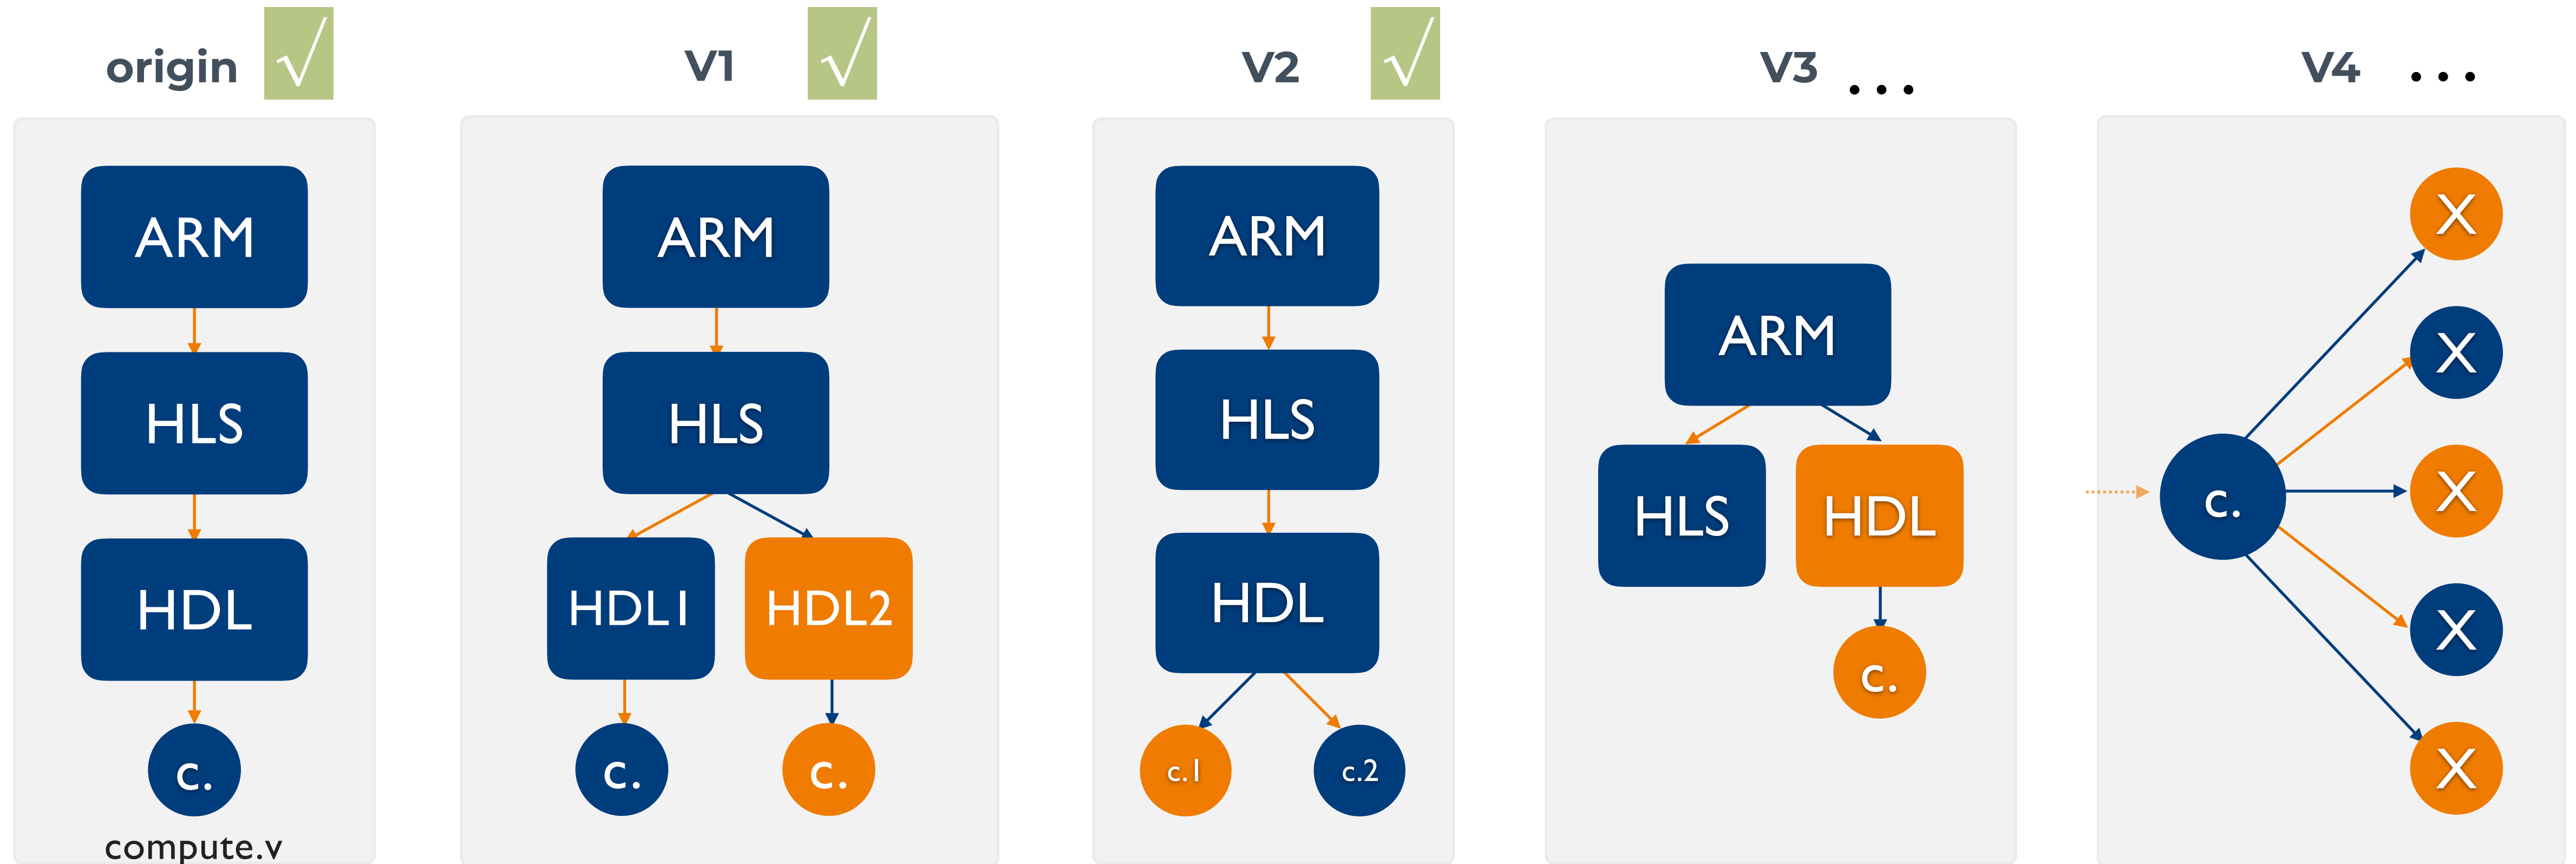 origin √
ARM
HLS
HDL
c.
compute.v
V1 √
ARM
HLS
HDL1 HDL2
c. c.
V2 √
ARM
HLS
HDL
c.1 c.2
V3 ...
ARM
HLS HDL
c.
V4 ...
c.
X
X
X
X
X